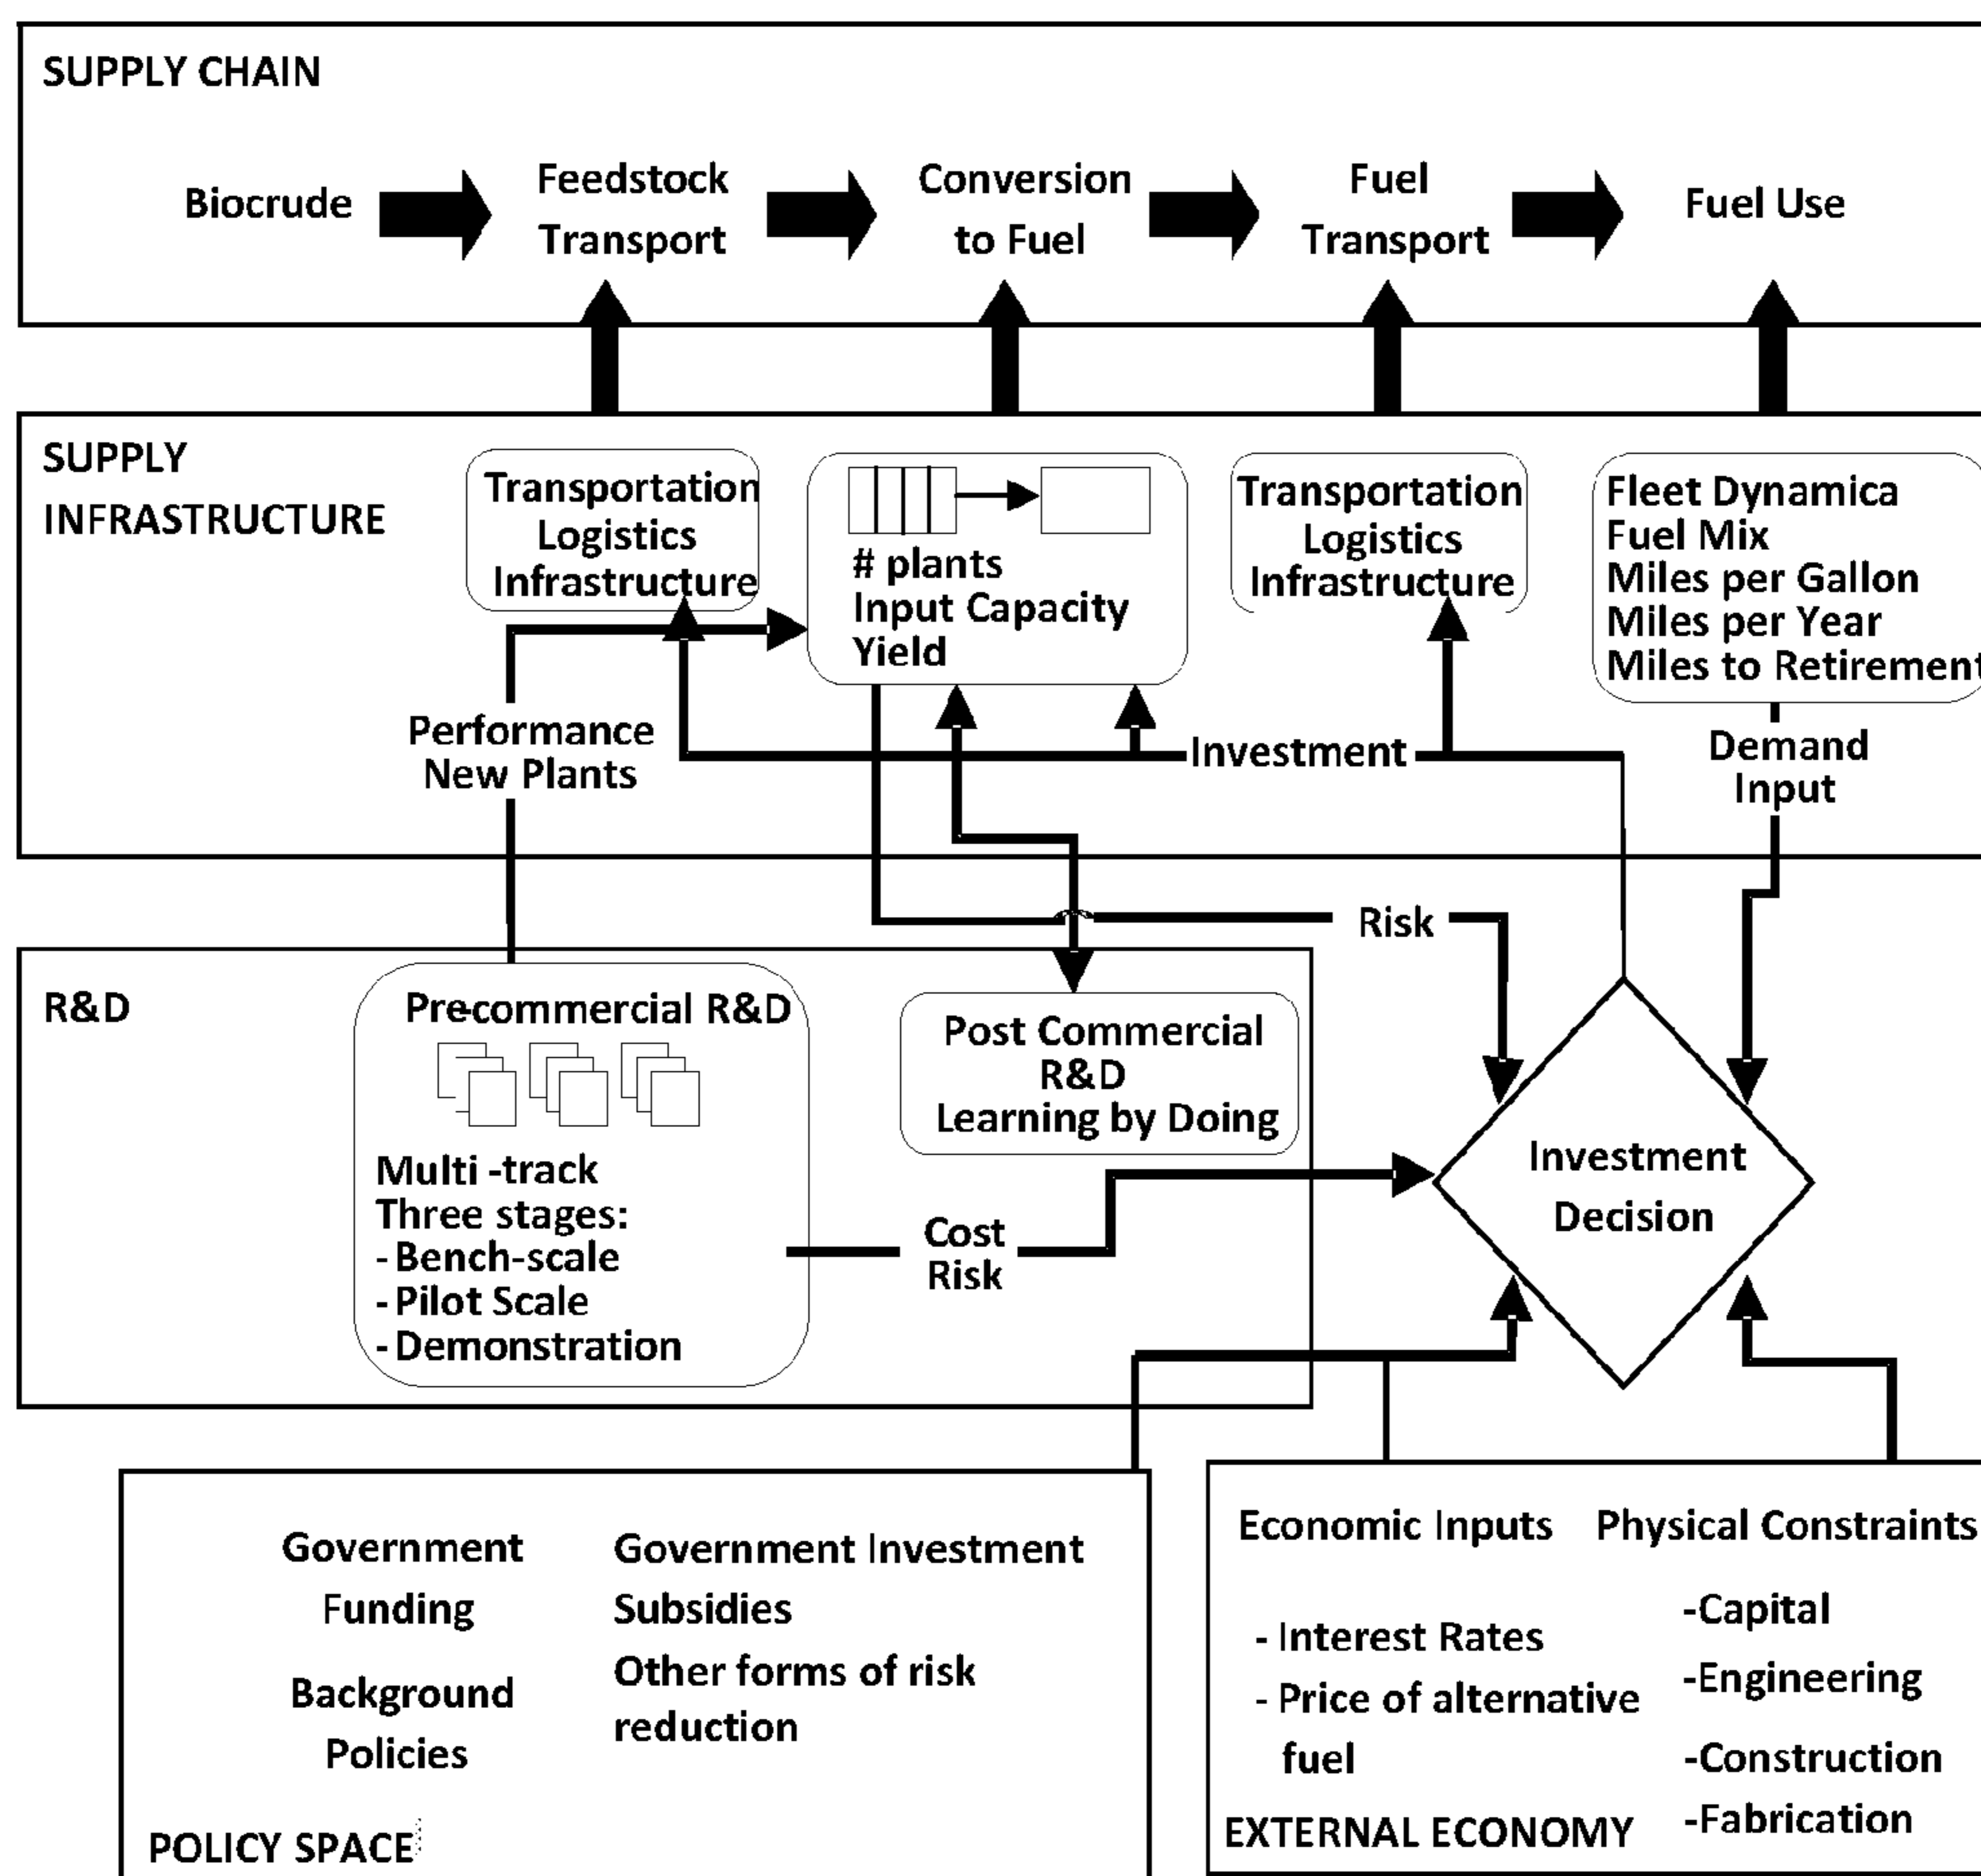 SUPPLY CHAIN
Biocrude
Feedstock
Transport
Conversion
to Fuel
Fuel
Transport
Fuel Use
SUPPLY
INFRASTRUCTURE
Transportation
Logistics
Infrastructure
# plants
Input Capacity
Yield
Transportation
Logistics
Infrastructure
Fleet Dynamica
Fuel Mix
Miles per Gallon
Miles per Year
Miles to Retirement
Performance
New Plants
Investment
Demand
Input
Risk
R&D
Pre-commercial R&D
Multi -track
Three stages:
- Bench-scale
- Pilot Scale
- Demonstration
Post Commercial
R&D
Learning by Doing
Cost
Risk
Investment
Decision
Government
Funding
Background
Policies
Government Investment
Subsidies
Other forms of risk
reduction
POLICY SPACE
Economic Inputs
- Interest Rates
- Price of alternative
fuel
Physical Constraints
-Capital
-Engineering
-Construction
-Fabrication
EXTERNAL ECONOMY